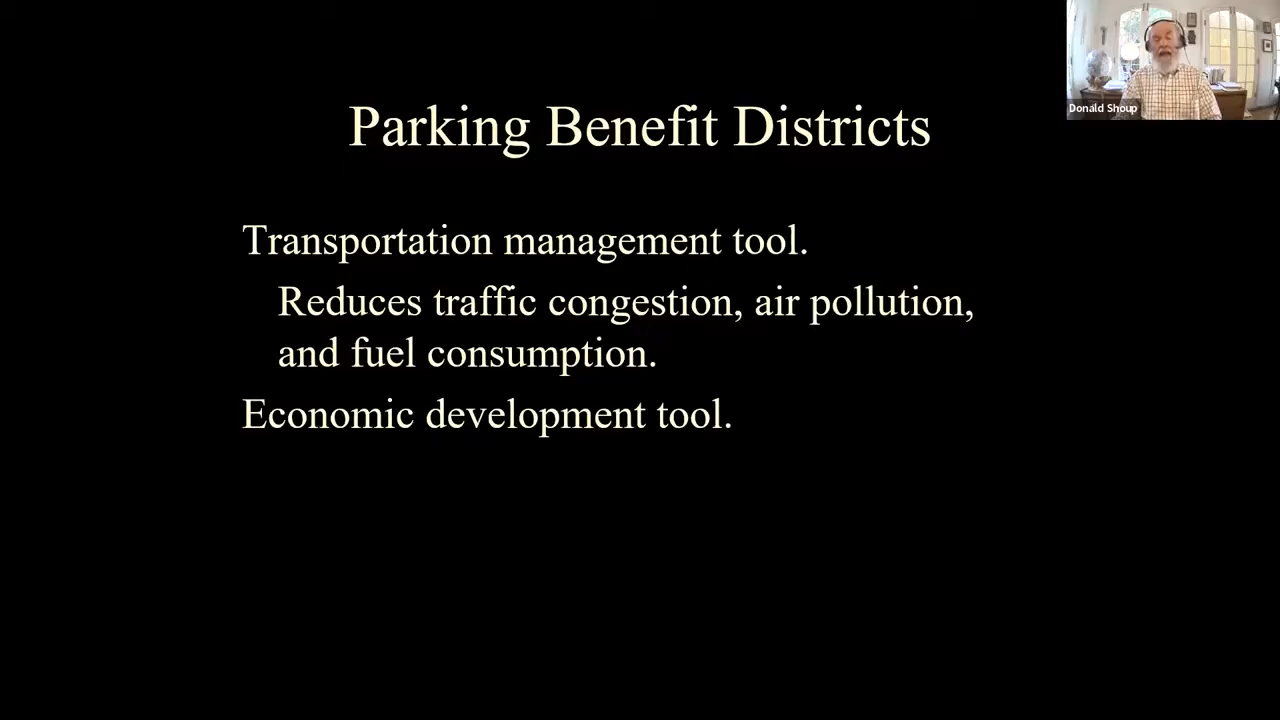 Parking Benefit Districts
Donald Shoup
Transportation management tool.
Reduces traffic congestion, air pollution,
and fuel consumption.
Economic development tool.